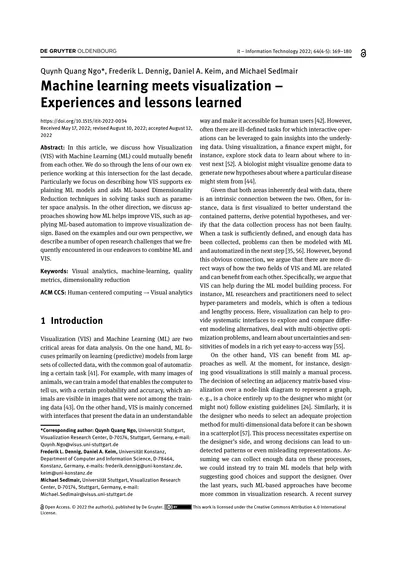 DE GRUYTER OLDENBOURG
it – Information Technology 2022; 64(4-5): 169–180
Quynh Quang Ngo*, Frederik L. Dennig, Daniel A. Keim, and Michael Sedlmair
Machine learning meets visualization –
Experiences and lessons learned
https://doi.org/10.1515/itit-2022-0034
Received May 17, 2022; revised August 10, 2022; accepted August 12,
2022
Abstract: In this article, we discuss how Visualization
(VIS) with Machine Learning (ML) could mutually benefit
from each other. We do so through the lens of our own ex-
perience working at this intersection for the last decade.
Particularly we focus on describing how VIS supports ex-
plaining ML models and aids ML-based Dimensionality
Reduction techniques in solving tasks such as parame-
ter space analysis. In the other direction, we discuss ap-
proaches showing how ML helps improve VIS, such as ap-
plying ML-based automation to improve visualization de-
sign. Based on the examples and our own perspective, we
describe a number of open research challenges that we fre-
quently encountered in our endeavors to combine ML and
VIS.
Keywords: Visual analytics, machine-learning, quality
metrics, dimensionality reduction
ACM CCS: Human-centered computing → Visual analytics
1 Introduction
Visualization (VIS) and Machine Learning (ML) are two
critical areas for data analysis. On the one hand, ML fo-
cuses primarily on learning (predictive) models from large
sets of collected data, with the common goal of automatiz-
ing a certain task [41]. For example, with many images of
animals, we can train a model that enables the computer to
tell us, with a certain probability and accuracy, which an-
imals are visible in images that were not among the train-
ing data [43]. On the other hand, VIS is mainly concerned
with interfaces that present the data in an understandable
*Corresponding author: Quynh Quang Ngo, Universität Stuttgart,
Visualization Research Center, D-70174, Stuttgart, Germany, e-mail:
Quynh.Ngo@visus.uni-stuttgart.de
Frederik L. Dennig, Daniel A. Keim, Universität Konstanz,
Department of Computer and Information Science, D-78464,
Konstanz, Germany, e-mails: frederik.dennig@uni-konstanz.de,
keim@uni-konstanz.de
Michael Sedlmair, Universität Stuttgart, Visualization Research
Center, D-70174, Stuttgart, Germany, e-mail:
Michael.Sedlmair@visus.uni-stuttgart.de
way and make it accessible for human users [42]. However,
often there are ill-defined tasks for which interactive oper-
ations can be leveraged to gain insights into the underly-
ing data. Using visualization, a finance expert might, for
instance, explore stock data to learn about where to in-
vest next [52]. A biologist might visualize genome data to
generate new hypotheses about where a particular disease
might stem from [44].
Given that both areas inherently deal with data, there
is an intrinsic connection between the two. Often, for in-
stance, data is first visualized to better understand the
contained patterns, derive potential hypotheses, and ver-
ify that the data collection process has not been faulty.
When a task is sufficiently defined, and enough data has
been collected, problems can then be modeled with ML
and automatized in the next step [35, 56]. However, beyond
this obvious connection, we argue that there are more di-
rect ways of how the two fields of VIS and ML are related
and can benefit from each other. Specifically, we argue that
VIS can help during the ML model building process. For
instance, ML researchers and practitioners need to select
hyper-parameters and models, which is often a tedious
and lengthy process. Here, visualization can help to pro-
vide systematic interfaces to explore and compare differ-
ent modeling alternatives, deal with multi-objective opti-
mization problems, and learn about uncertainties and sen-
sitivities of models in a rich yet easy-to-access way [55].
On the other hand, VIS can benefit from ML ap-
proaches as well. At the moment, for instance, design-
ing good visualizations is still mainly a manual process.
The decision of selecting an adjacency matrix-based visu-
alization over a node-link diagram to represent a graph,
e. g., is a choice entirely up to the designer who might (or
might not) follow existing guidelines [24]. Similarly, it is
the designer who needs to select an adequate projection
method for multi-dimensional data before it can be shown
in a scatterplot [57]. This process necessitates expertise on
the designer's side, and wrong decisions can lead to un-
detected patterns or even misleading representations. As-
suming we can collect enough data on these processes,
we could instead try to train ML models that help with
suggesting good choices and support the designer. Over
the last years, such ML-based approaches have become
more common in visualization research. A recent survey
Open Access. © 2022 the author(s), published by De Gruyter. This work is licensed under the Creative Commons Attribution 4.0 International
License.